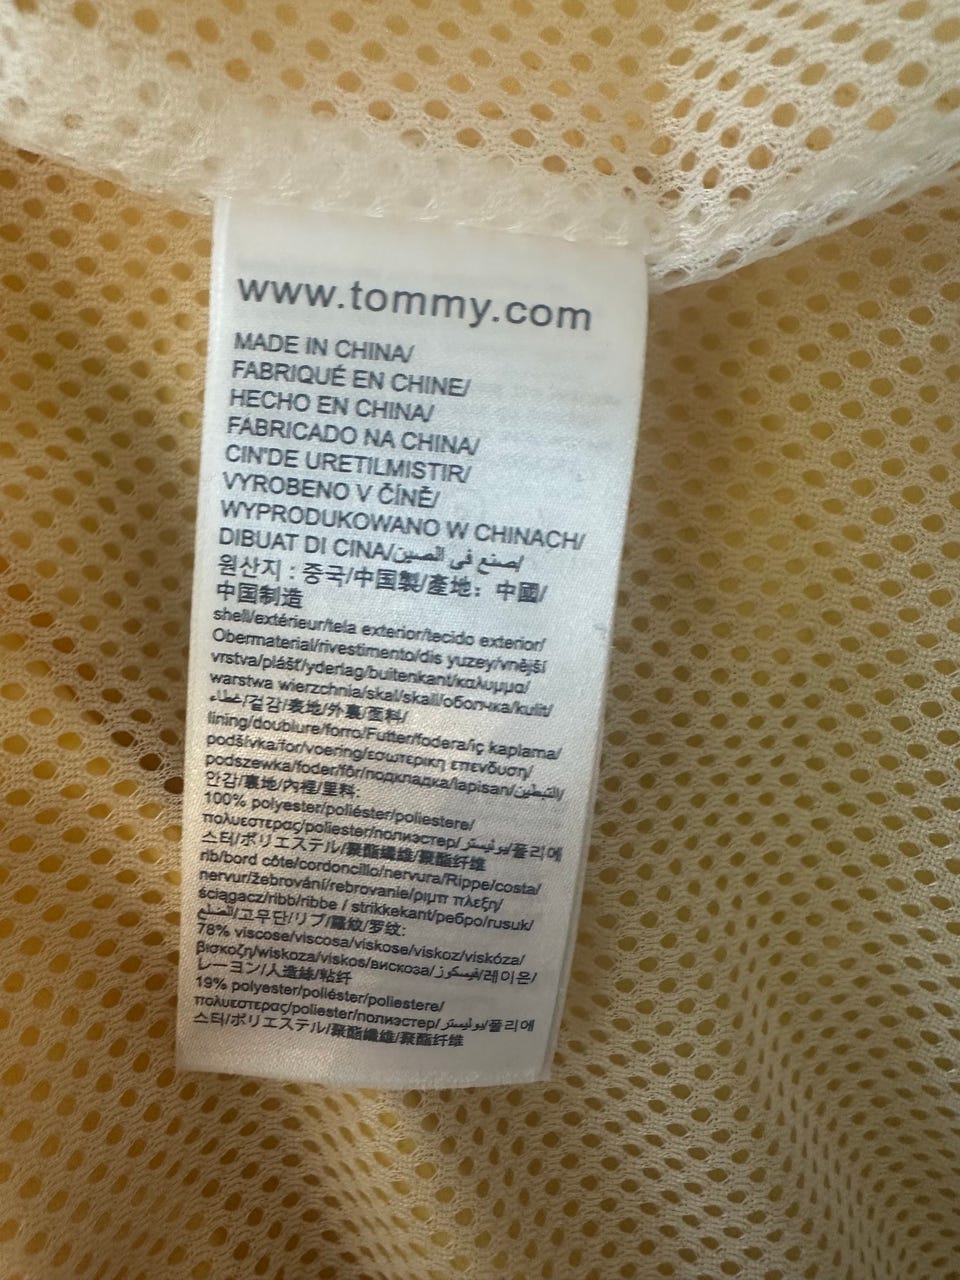 www.tommy.com
MADE IN CHINA/
FABRIQUÉ EN CHINE/
HECHO EN CHINA/
FABRICADO NA CHINA/
CIN'DE URETILMISTIR/
VYROBENO V ČÍNĚ/
WYPRODUKOWANO W CHINACH/
DIBUAT DI CINA/صنع في الصين/
원산지 : 중국/中国製/產地: 中國/
中国制造
shell/extérieur/tela exterior/tecido exterior/
Obermaterial/rivestimento/dis yuzey/vnější
vrstva/plášť/yderlag/buitenkant/καλυμμα/
warstwa wierzchnia/skal/skall/оболчка/kulit/
غطاء/겉감/表地/外裏/面料/
lining/doublure/forro/Futter/fodera/iç kaplama/
podšívka/for/voering/εσωτερικη επενδυση/
podszewka/foder/fôr/подкладка/lapisan/التبطين/
안감/裏地/內裡/里料:
100% polyester/poliéster/poliestere/
πολυεστερας/poliester/полиэстер/بوليستر/폴리에
스터/ポリエステル/聚酯纖維/聚酯纤维
rib/bord côte/cordoncillo/nervura/Rippe/costa/
nervur/žebrování/rebrovanie/ριμπ πλεξη/
ściągacz/ribb/ribbe / strikkekant/ребро/rusuk/
الضلع/고무단/リブ/羅紋/罗纹:
78% viscose/viscosa/viskose/viskoz/viskóza/
βισκοζη/wiskoza/viskos/вискоза/فيسكوز/레이온/
レーヨン/人造絲/粘纤
19% polyester/poliéster/poliestere/
πολυεστερας/poliester/полиэстер/بوليستر/폴리에
스터/ポリエステル/聚酯纖維/聚酯纤维